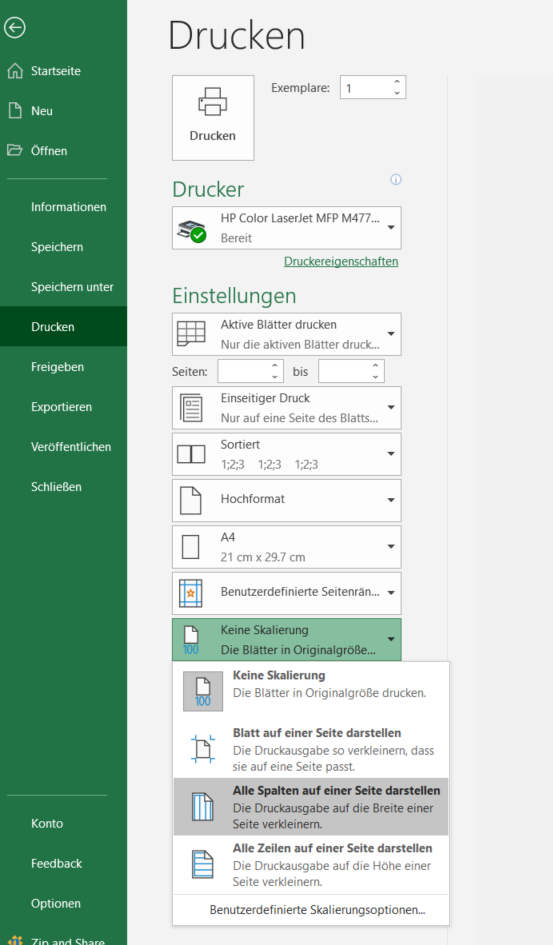 Drucken
Startseite
Neu
Öffnen
Informationen
Speichern
Speichern unter
Drucken
Freigeben
Exportieren
Veröffentlichen
Schließen
Konto
Feedback
Optionen
Zip and Share
Drucken
Exemplare: 1
Drucker
HP Color LaserJet MFP M477...
Bereit
Druckereigenschaften
Einstellungen
Aktive Blätter drucken
Nur die aktiven Blätter druck...
Seiten: bis
Einseitiger Druck
Nur auf eine Seite des Blatts...
Sortiert
1;2;3 1;2;3 1;2;3
Hochformat
A4
21 cm x 29.7 cm
Benutzerdefinierte Seitenrän...
100
Keine Skalierung
Die Blätter in Originalgröße...
100
Keine Skalierung
Die Blätter in Originalgröße drucken.
Blatt auf einer Seite darstellen
Die Druckausgabe so verkleinern, dass
sie auf eine Seite passt.
Alle Spalten auf einer Seite darstellen
Die Druckausgabe auf die Breite einer
Seite verkleinern.
Alle Zeilen auf einer Seite darstellen
Die Druckausgabe auf die Höhe einer
Seite verkleinern.
Benutzerdefinierte Skalierungsoptionen...